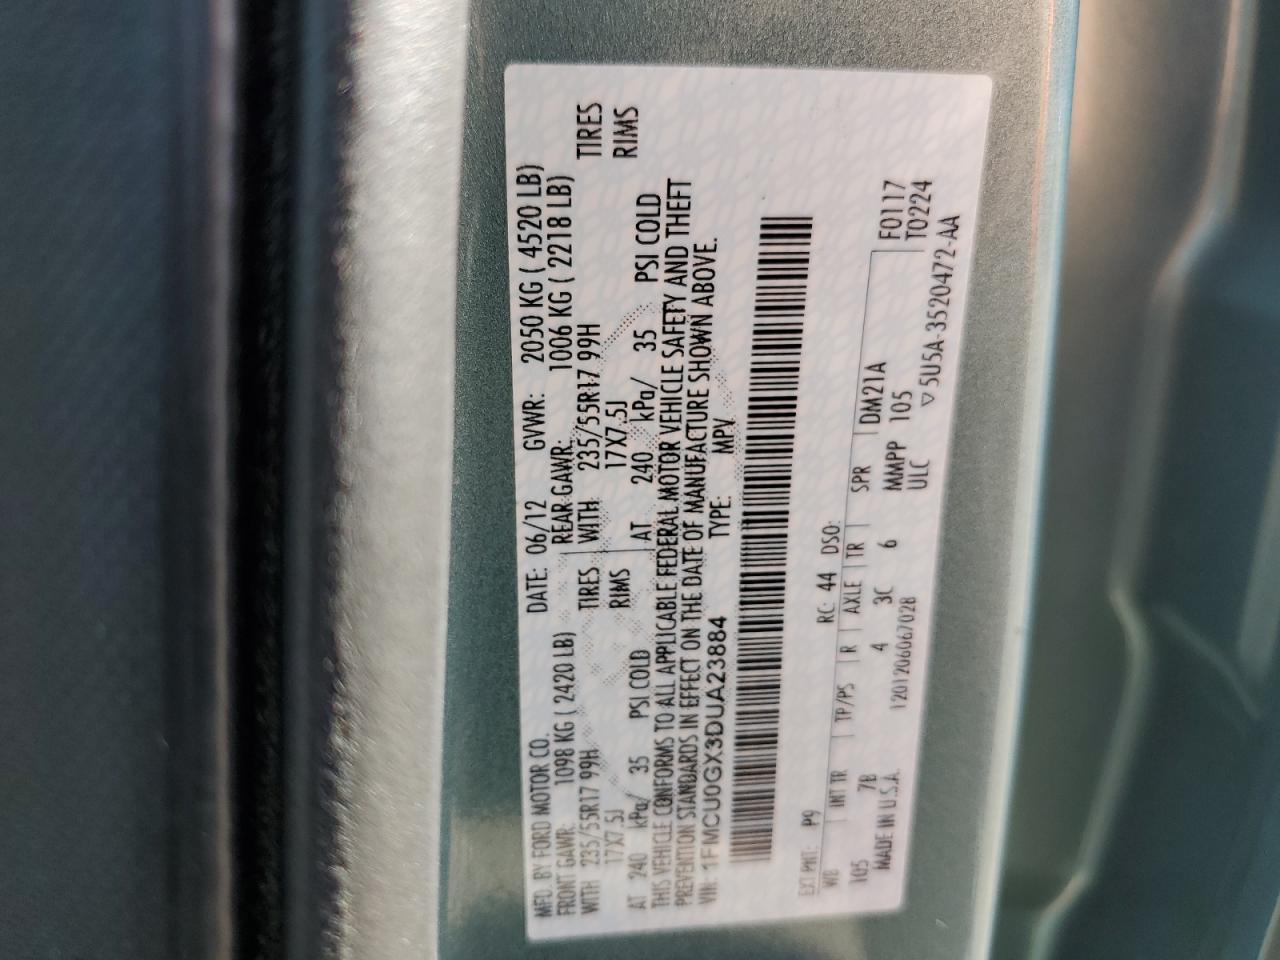 MFD. BY FORD MOTOR CO. DATE: 06/12 GVWR: 2050 KG ( 4520 LB)
FRONT GAWR: 1098 KG ( 2420 LB) REAR GAWR: 1006 KG ( 2218 LB)
WITH 235/55R17 99H TIRES WITH 235/55R17 99H TIRES
17X7.5J RIMS 17X7.5J RIMS
AT 240 kPa/ 35 PSI COLD AT 240 kPa/ 35 PSI COLD
THIS VEHICLE CONFORMS TO ALL APPLICABLE FEDERAL MOTOR VEHICLE SAFETY AND THEFT
PREVENTION STANDARDS IN EFFECT ON THE DATE OF MANUFACTURE SHOWN ABOVE.
VIN: 1FMCU0GX3DUA23884 TYPE: MPV
EXT PNT: P9 RC: 44 DSO: F0117
WB INT TR TP/PS R AXLE TR SPR DM21A T0224
105 7B 4 3C 6 MMPP 105
MADE IN U.S.A. 1201206067028 ULC ▽5U5A-3520472-AA